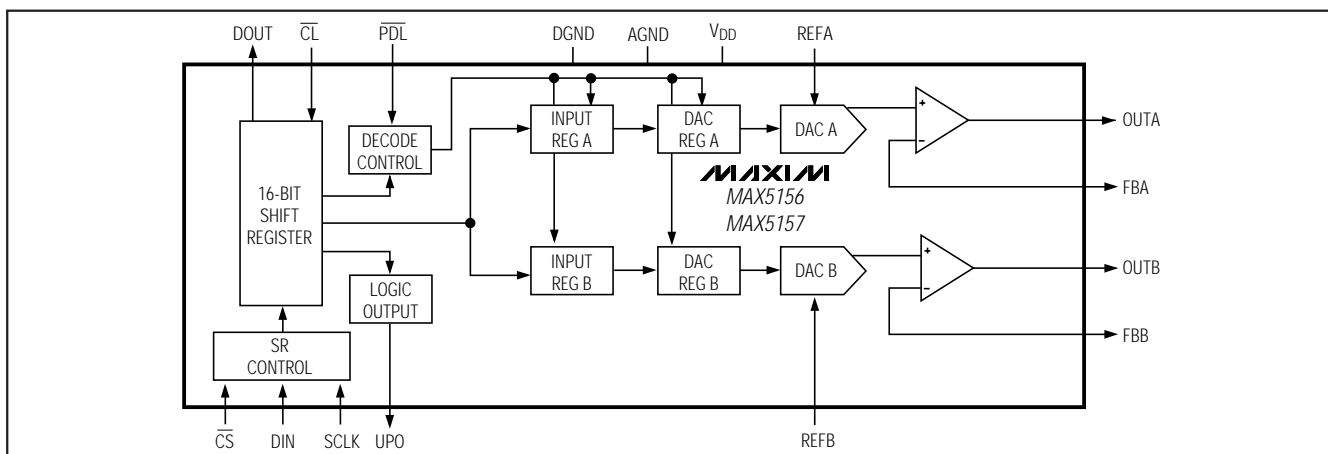 DOUT
CL
PDL
DGND
AGND
VDD
REFA
16-BIT
SHIFT
REGISTER
DECODE
CONTROL
INPUT
REG A
DAC
REG A
DAC A
+
-
OUTA
FBA
MAXIM
MAX5156
MAX5157
INPUT
REG B
DAC
REG B
DAC B
+
-
OUTB
FBB
LOGIC
OUTPUT
SR
CONTROL
CS
DIN
SCLK
UPO
REFB